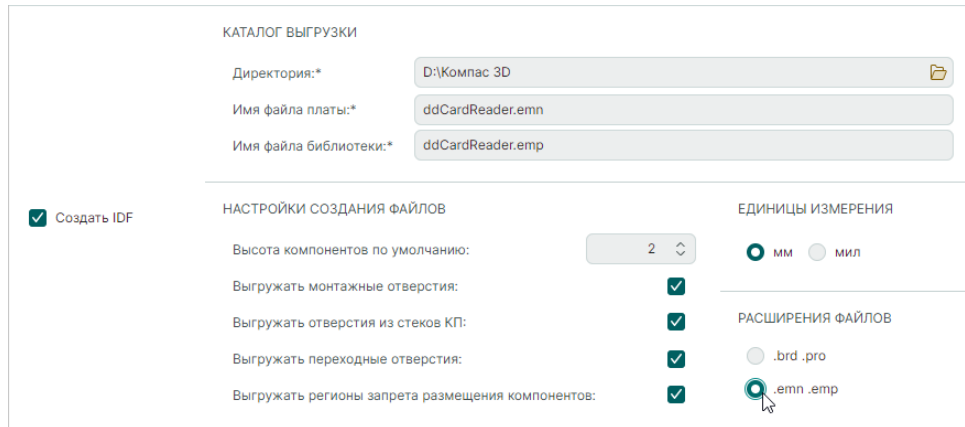 КАТАЛОГ ВЫГРУЗКИ
Директория:* D:\Компас 3D
Имя файла платы:* ddCardReader.emn
Имя файла библиотеки:* ddCardReader.emp
Создать IDF
НАСТРОЙКИ СОЗДАНИЯ ФАЙЛОВ
Высота компонентов по умолчанию: 2
Выгружать монтажные отверстия:
Выгружать отверстия из стеков КП:
Выгружать переходные отверстия:
Выгружать регионы запрета размещения компонентов:
ЕДИНИЦЫ ИЗМЕРЕНИЯ
мм мил
РАСШИРЕНИЯ ФАЙЛОВ
.brd .pro
.emn .emp